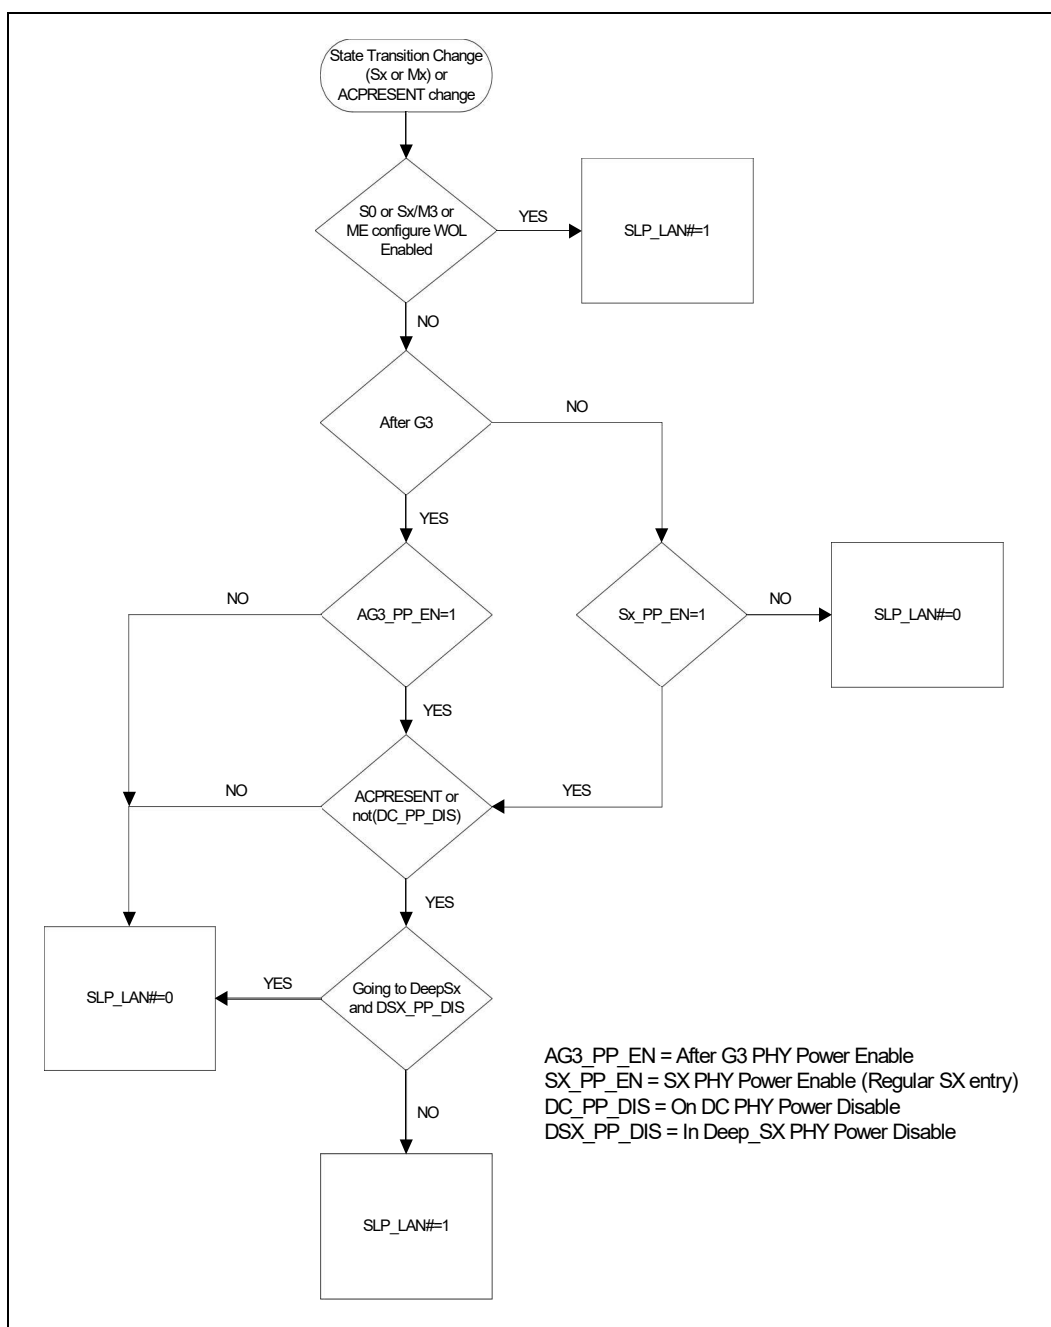 State Transition Change
(Sx or Mx) or
ACPRESENT change
S0 or Sx/M3 or
ME configure WOL
Enabled
YES
SLP_LAN#=1
NO
After G3
NO
YES
NO
AG3_PP_EN=1
Sx_PP_EN=1
NO
SLP_LAN#=0
YES
NO
ACPRESENT or
not(DC_PP_DIS)
YES
YES
SLP_LAN#=0
YES
Going to DeepSx
and DSX_PP_DIS
AG3_PP_EN = After G3 PHY Power Enable
SX_PP_EN = SX PHY Power Enable (Regular SX entry)
DC_PP_DIS = On DC PHY Power Disable
DSX_PP_DIS = In Deep_SX PHY Power Disable
NO
SLP_LAN#=1